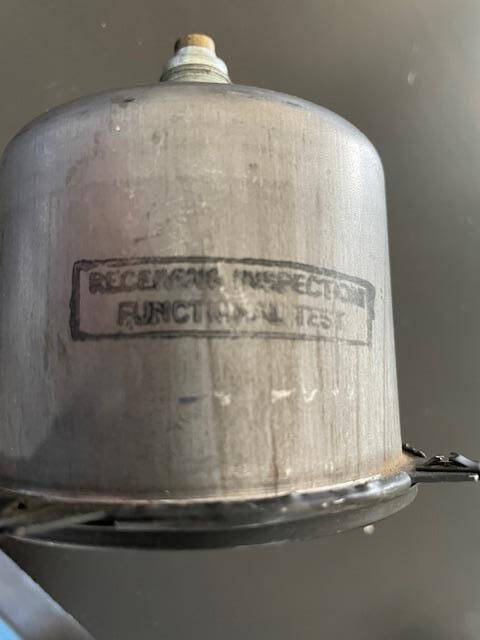 RECEIVING INSPECTION
FUNCTIONAL TEST